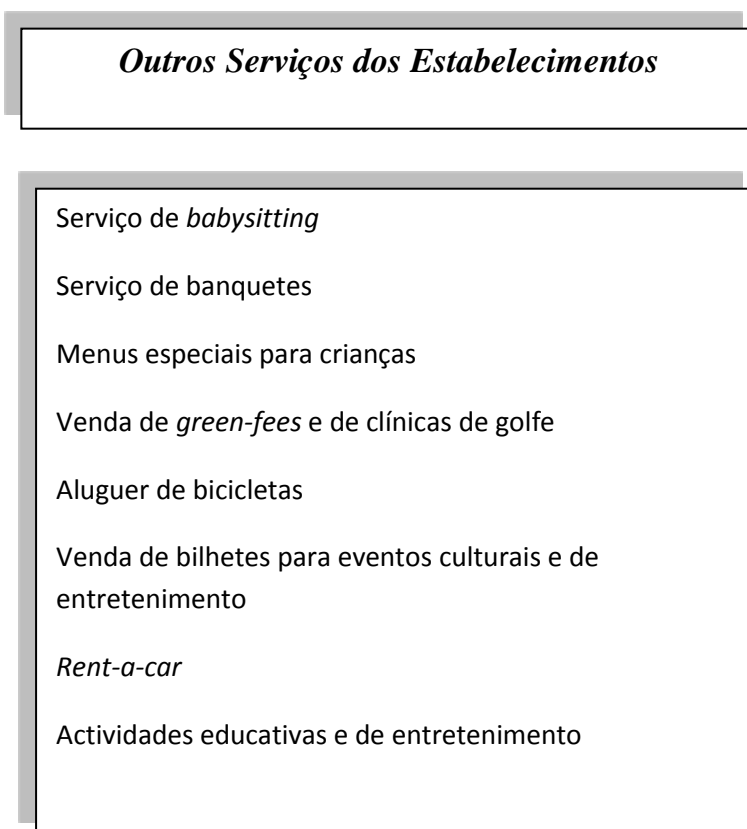 Outros Serviços dos Estabelecimentos
Serviço de babysitting
Serviço de banquetes
Menus especiais para crianças
Venda de green-fees e de clínicas de golfe
Aluguer de bicicletas
Venda de bilhetes para eventos culturais e de
entretenimento
Rent-a-car
Actividades educativas e de entretenimento